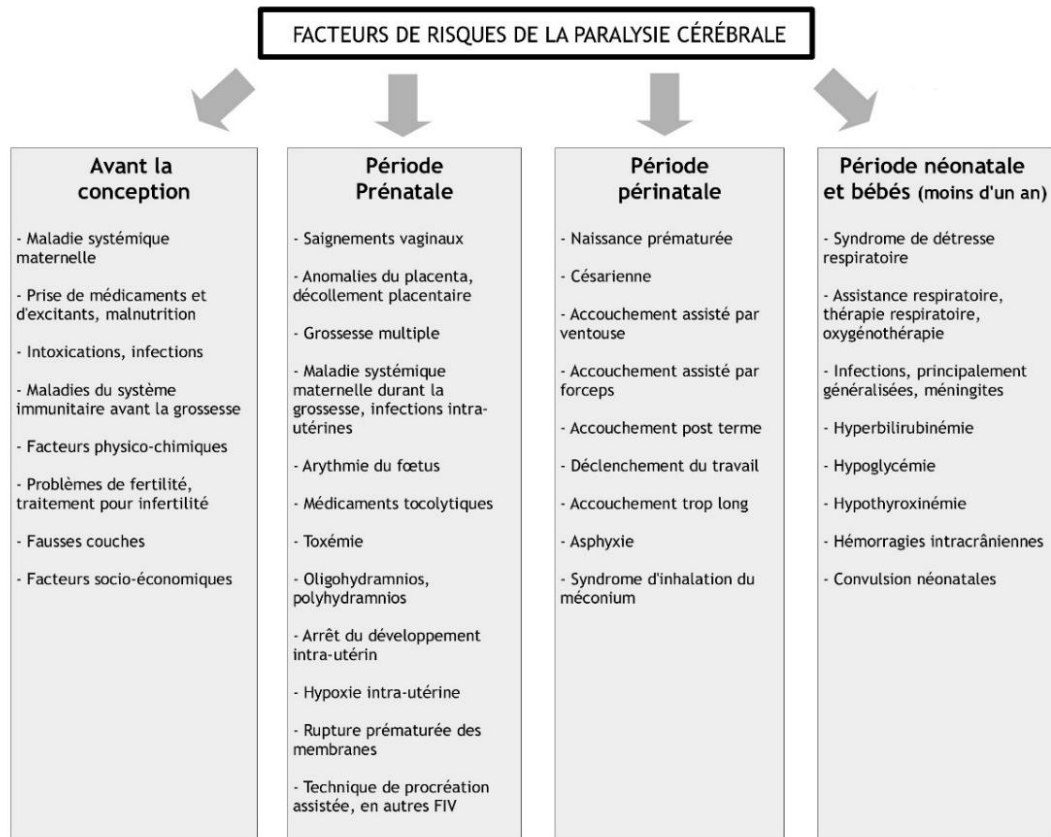 FACTEURS DE RISQUES DE LA PARALYSIE CÉRÉBRALE
Avant la
conception
- Maladie systémique
maternelle
- Prise de médicaments et
d'excitants, malnutrition
- Intoxications, infections
- Maladies du système
immunitaire avant la grossesse
- Facteurs physico-chimiques
- Problèmes de fertilité,
traitement pour infertilité
- Fausses couches
- Facteurs socio-économiques
Période
Prénatale
- Saignements vaginaux
- Anomalies du placenta,
décollement placentaire
- Grossesse multiple
- Maladie systémique
maternelle durant la
grossesse, infections intra-
utérines
- Arythmie du fœtus
- Médicaments tocolytiques
- Toxémie
- Oligohydramnios,
polyhydramnios
- Arrêt du développement
intra-utérin
- Hypoxie intra-utérine
- Rupture prématurée des
membranes
- Technique de procréation
assistée, en autres FIV
Période
périnatale
- Naissance prématurée
- Césarienne
- Accouchement assisté par
ventouse
- Accouchement assisté par
forceps
- Accouchement post terme
- Déclenchement du travail
- Accouchement trop long
- Asphyxie
- Syndrome d'inhalation du
méconium
Période néonatale
et bébés (moins d'un an)
- Syndrome de détresse
respiratoire
- Assistance respiratoire,
thérapie respiratoire,
oxygénothérapie
- Infections, principalement
généralisées, méningites
- Hyperbilirubinémie
- Hypoglycémie
- Hypothyroxinémie
- Hémorragies intracrâniennes
- Convulsion néonatales